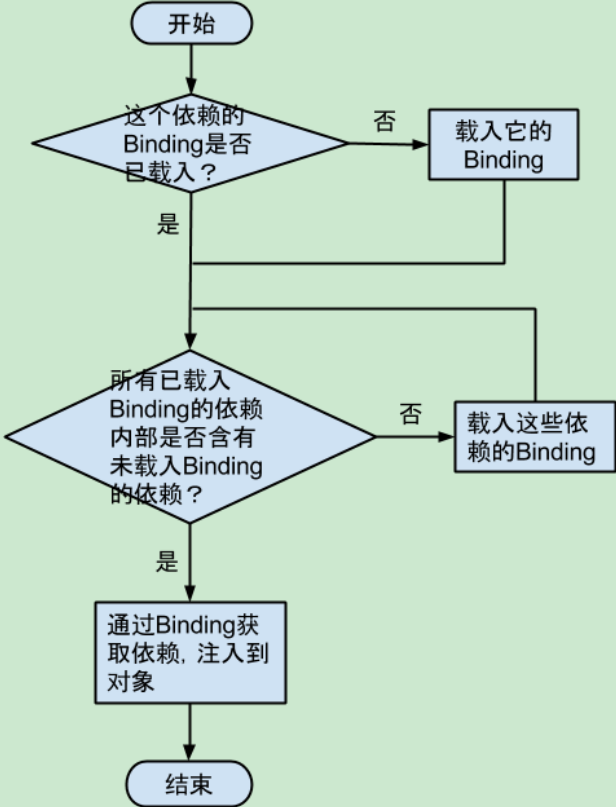 开始
这个依赖的
Binding是否
已载入？
否
载入它的
Binding
是
所有已载入
Binding的依赖
内部是否含有
未载入Binding
的依赖？
否
载入这些依
赖的Binding
是
通过Binding获
取依赖, 注入到
对象
结束